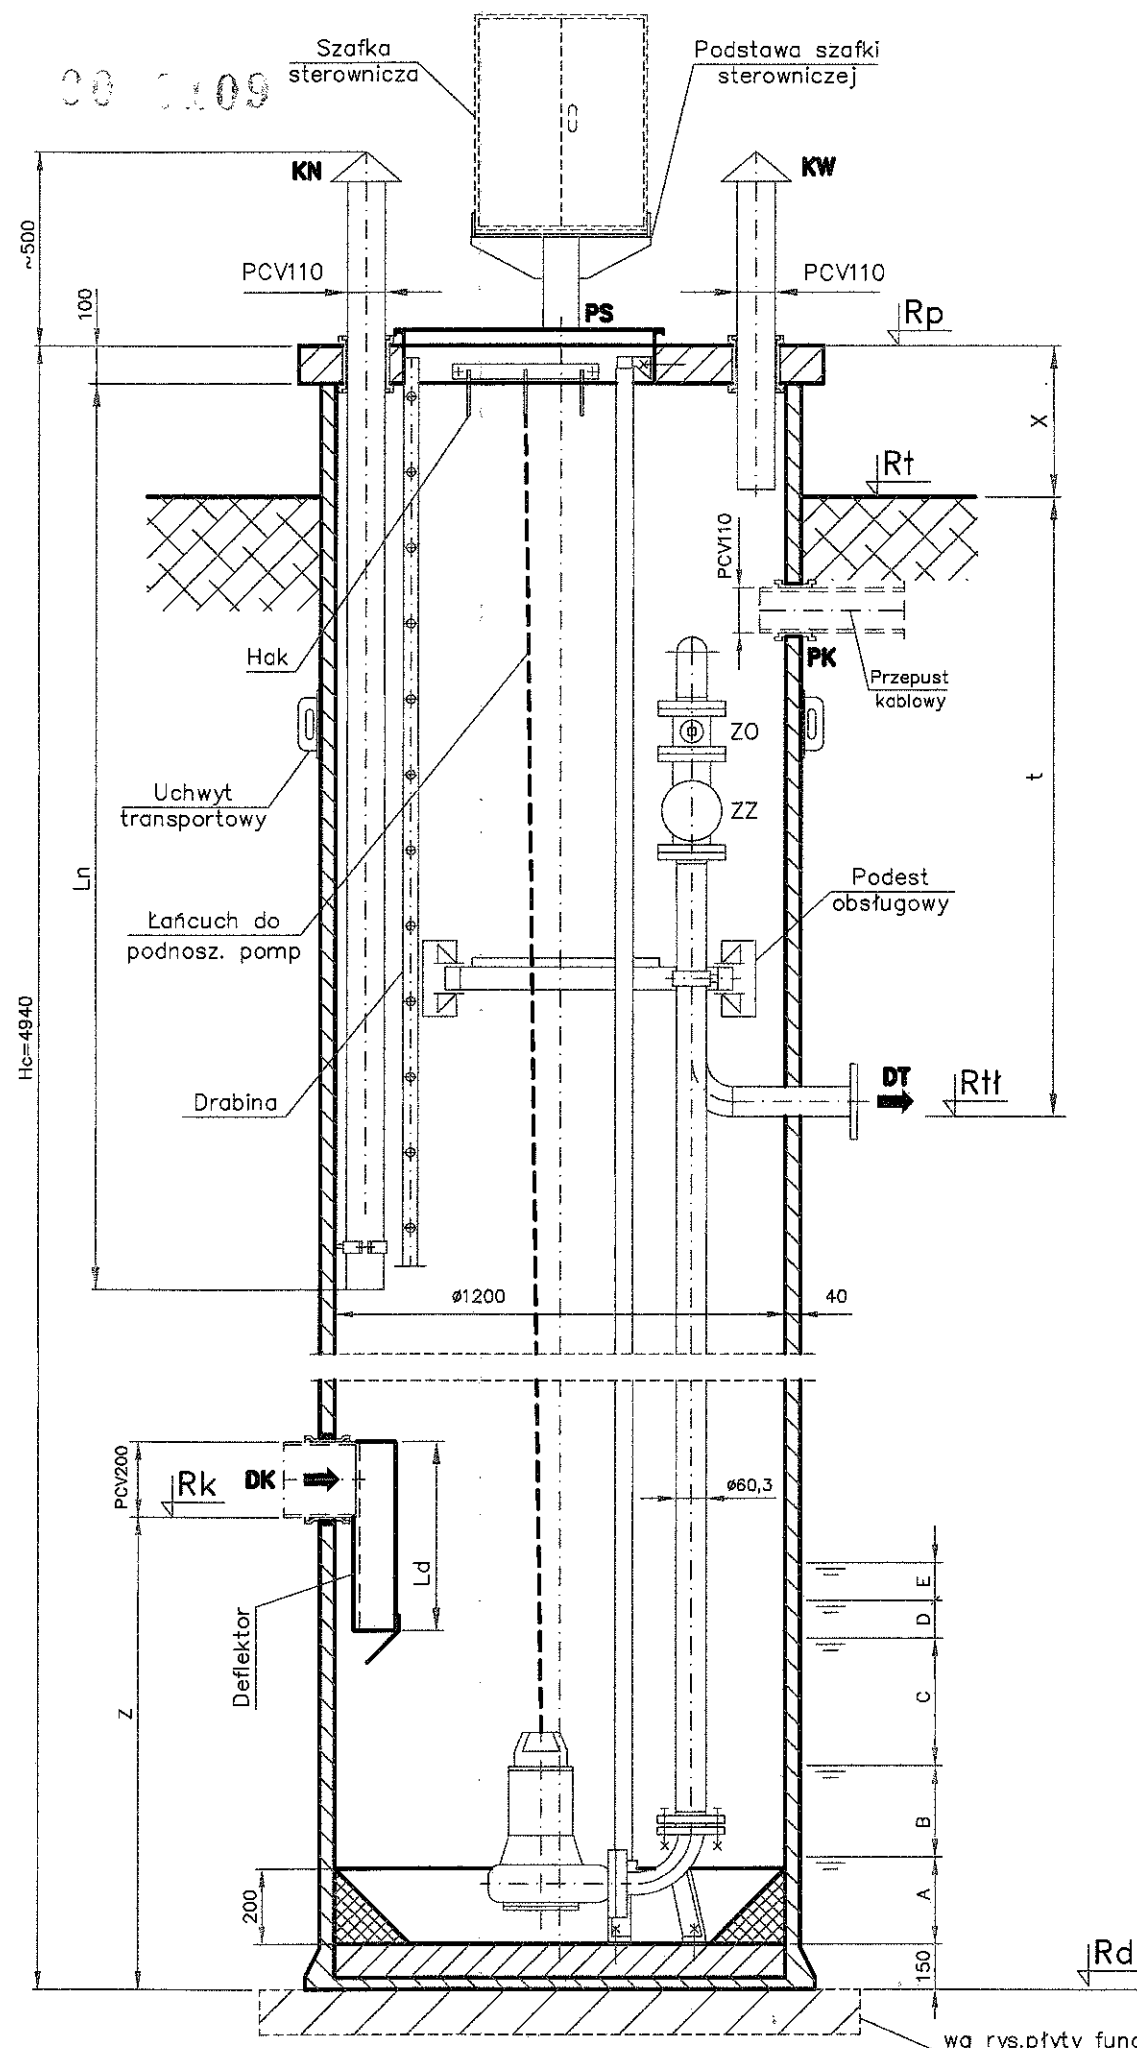 Szafka
sterownicza
Podstawa szafki
sterowniczej
KN
KW
~500
PCV110
PCV110
100
PS
Rp
X
Rt
PCV110
PK
Przepust
kablowy
Hak
ZO
ZZ
t
Uchwyt
transportowy
Ln
Podest
obsługowy
Łańcuch do
podnosz. pomp
Hc=4940
Drabina
DT
Rtł
ø1200
40
PCV200
Rk
DK
Ld
ø60,3
Deflektor
Z
E
D
C
B
A
200
150
Rd
wg rys.płyty